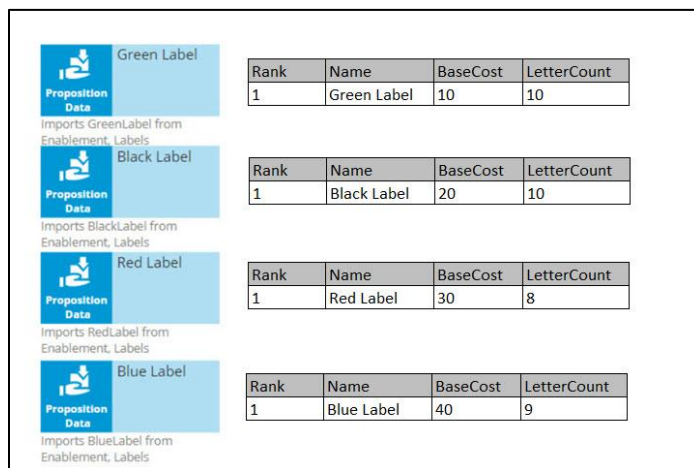 Green Label
Proposition
Data
Imports GreenLabel from
Enablement, Labels
Rank Name BaseCost LetterCount
1 Green Label 10 10
Black Label
Proposition
Data
Imports BlackLabel from
Enablement, Labels
Rank Name BaseCost LetterCount
1 Black Label 20 10
Red Label
Proposition
Data
Imports RedLabel from
Enablement, Labels
Rank Name BaseCost LetterCount
1 Red Label 30 8
Blue Label
Proposition
Data
Imports BlueLabel from
Enablement, Labels
Rank Name BaseCost LetterCount
1 Blue Label 40 9